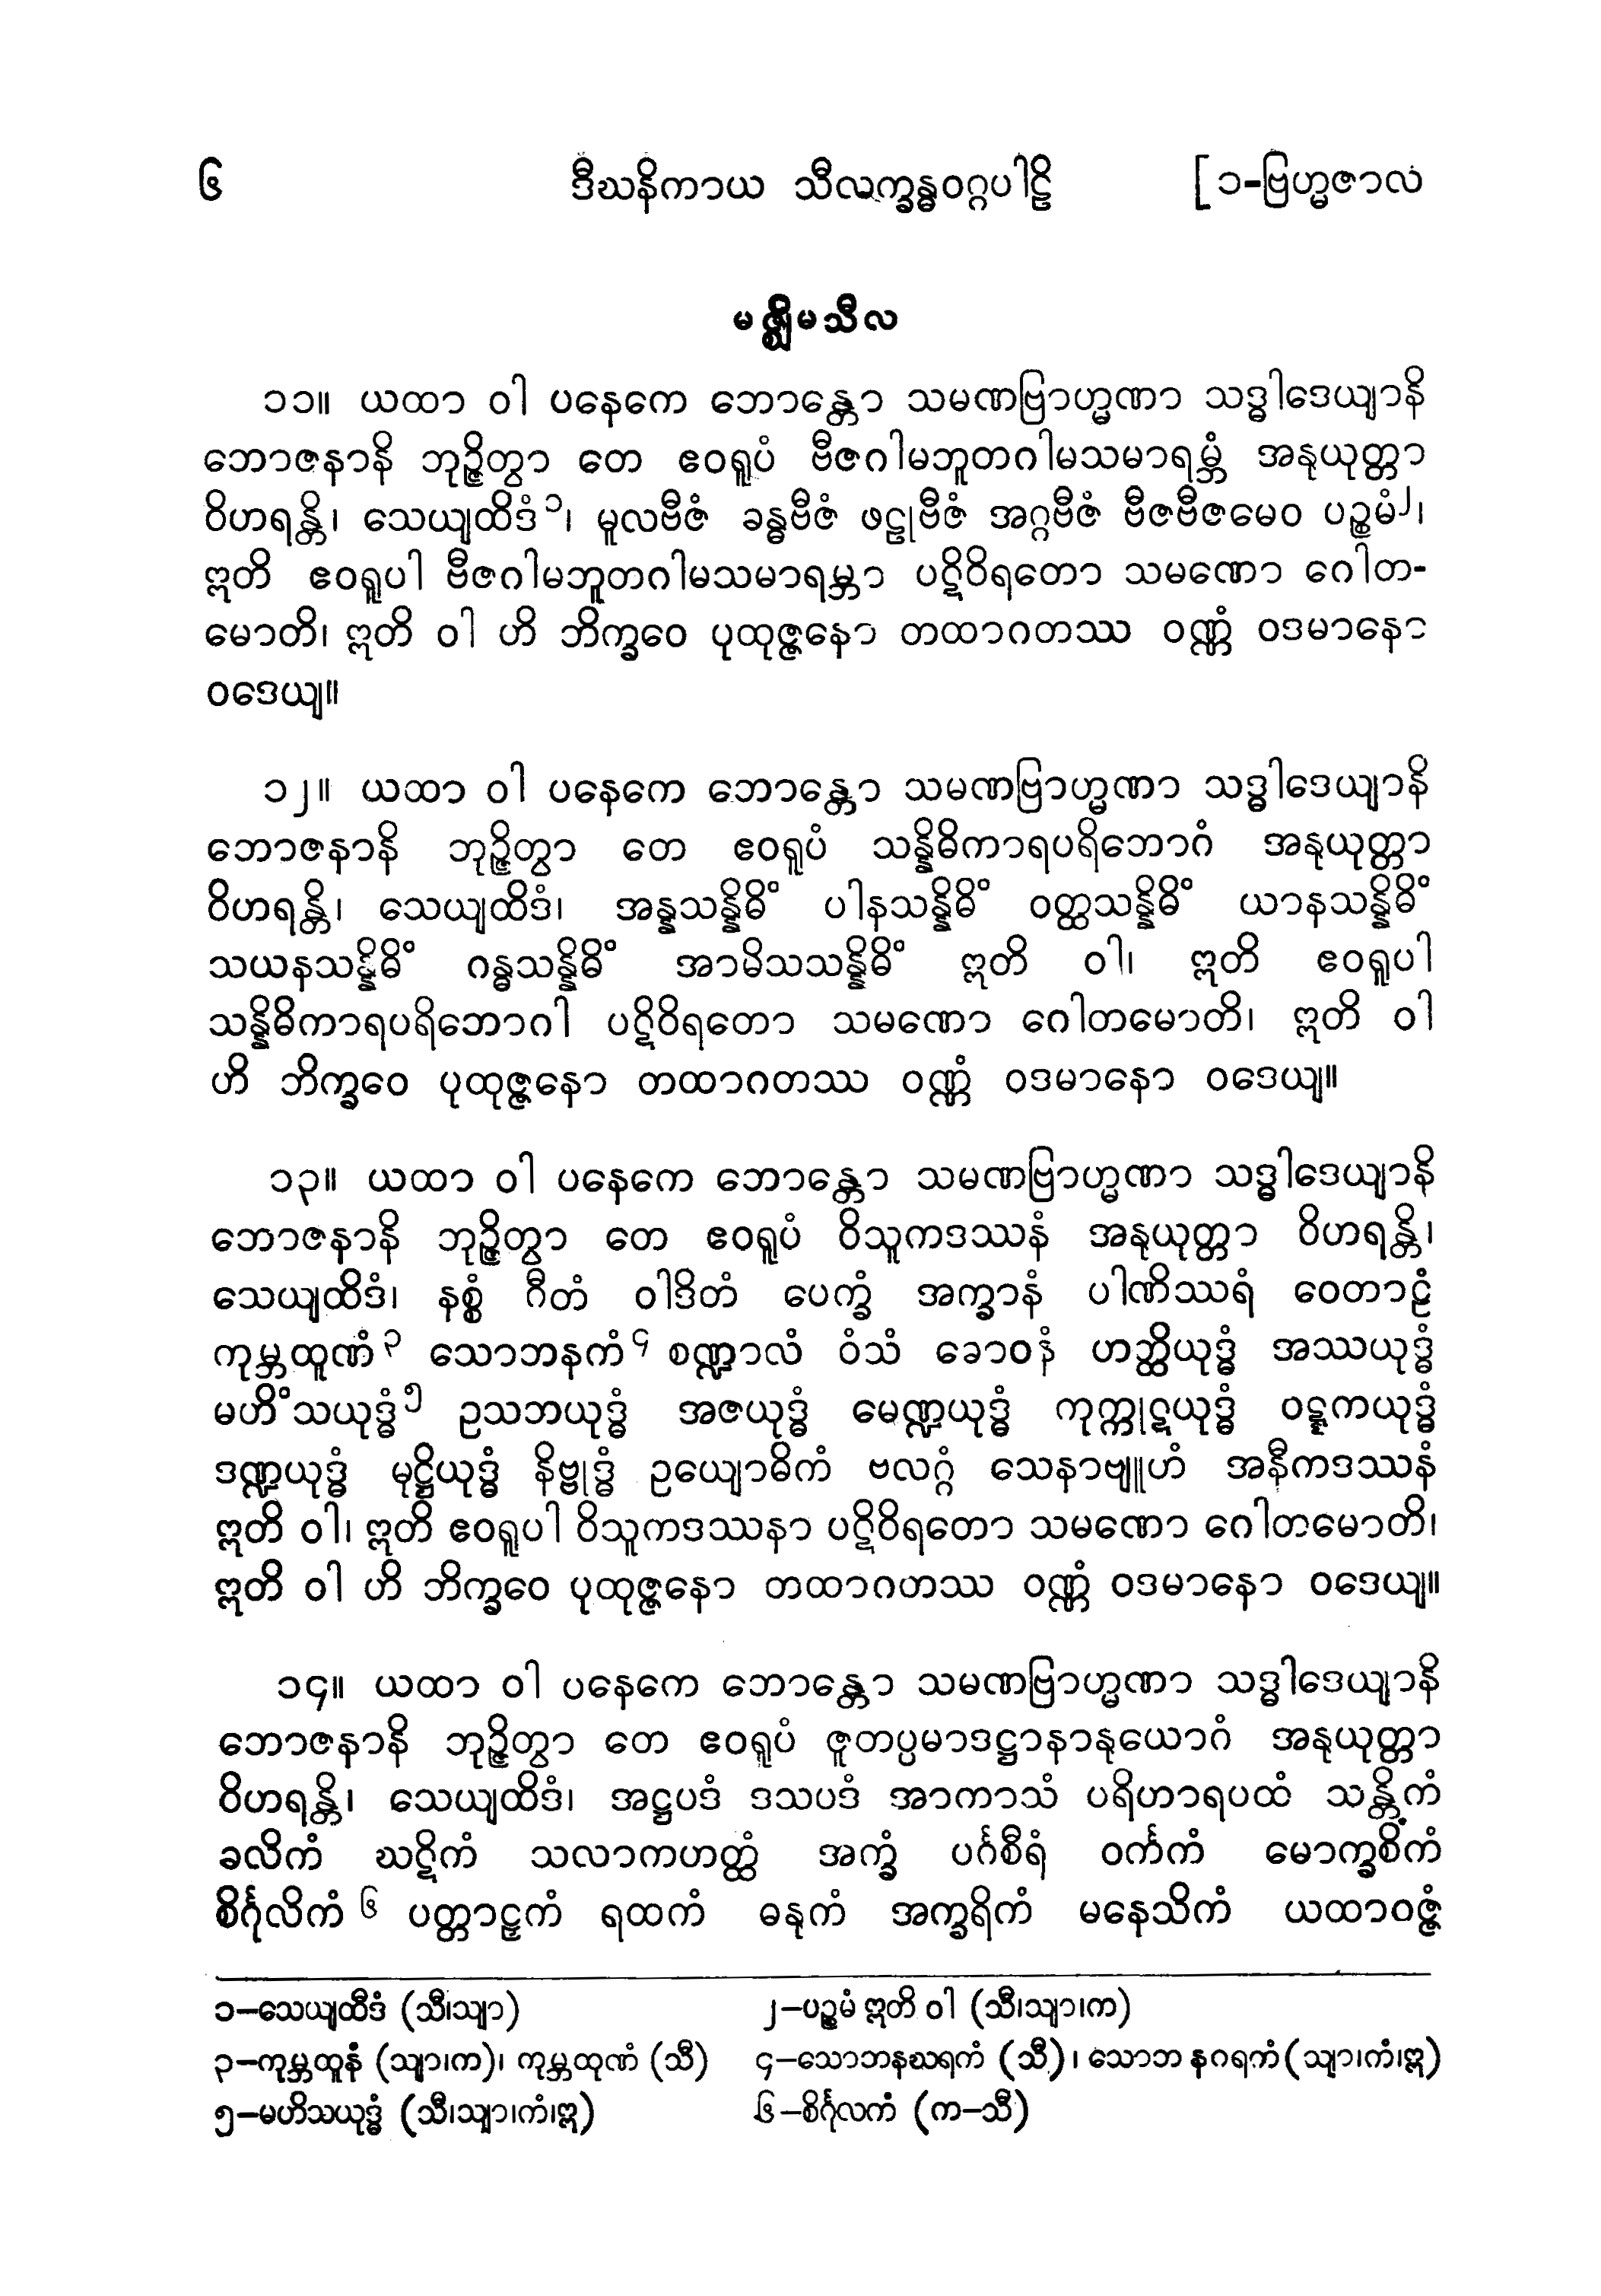 ၆ ဒီဃနိကာယ သီလက္ခန္ဓဝဂ္ဂပါဠိ [၁-ဗြဟ္မဇာလ
မဇ္ဈိမသီလ
၁၁။ ယထာ ဝါ ပနေကေ ဘောန္တော သမဏဗြာဟ္မဏာ သဒ္ဓါဒေယျာနိ
ဘောဇနာနိ ဘုဉ္ဇိတွာ တေ ဧဝရူပံ ဗီဇဂါမဘူတဂါမသမာရမ္ဘံ အနုယုတ္တာ
ဝိဟရန္တိ၊ သေယျထိဒံ၁၊ မူလဗီဇံ ခန္ဓဗီဇံ ဖဠုဗီဇံ အဂ္ဂဗီဇံ ဗီဇဗီဇမေဝ ပဉ္စမံ၂၊
ဣတိ ဧဝရူပါ ဗီဇဂါမဘူတဂါမသမာရမ္ဘာ ပဋိဝိရတော သမဏော ဂေါတ-
မောတိ၊ ဣတိ ဝါ ဟိ ဘိက္ခဝေ ပုထုဇ္ဇနော တထာဂတဿ ဝဏ္ဏံ ဝဒမာနော
ဝဒေယျ။
၁၂။ ယထာ ဝါ ပနေကေ ဘောန္တော သမဏဗြာဟ္မဏာ သဒ္ဓါဒေယျာနိ
ဘောဇနာနိ ဘုဉ္ဇိတွာ တေ ဧဝရူပံ သန္နိဓိကာရပရိဘောဂံ အနုယုတ္တာ
ဝိဟရန္တိ၊ သေယျထိဒံ၊ အန္နသန္နိဓိံ ပါနသန္နိဓိံ ဝတ္ထသန္နိဓိံ ယာနသန္နိဓိံ
သယနသန္နိဓိံ ဂန္ဓသန္နိဓိံ အာမိသသန္နိဓိံ ဣတိ ဝါ၊ ဣတိ ဧဝရူပါ
သန္နိဓိကာရပရိဘောဂါ ပဋိဝိရတော သမဏော ဂေါတမောတိ၊ ဣတိ ဝါ
ဟိ ဘိက္ခဝေ ပုထုဇ္ဇနော တထာဂတဿ ဝဏ္ဏံ ဝဒမာနော ဝဒေယျ။
၁၃။ ယထာ ဝါ ပနေကေ ဘောန္တော သမဏဗြာဟ္မဏာ သဒ္ဓါဒေယျာနိ
ဘောဇနာနိ ဘုဉ္ဇိတွာ တေ ဧဝရူပံ ဝိသူကဒဿနံ အနုယုတ္တာ ဝိဟရန္တိ၊
သေယျထိဒံ၊ နစ္စံ ဂီတံ ဝါဒိတံ ပေက္ခံ အက္ခာနံ ပါဏိဿရံ ဝေတာဠံ
ကုမ္ဘထူဏံ၃ သောဘနကံ၄ စဏ္ဍာလံ ဝံသံ ခောဝနံ ဟတ္ထိယုဒ္ဓံ အဿယုဒ္ဓံ
မဟိံသယုဒ္ဓံ၅ ဥသဘယုဒ္ဓံ အဇယုဒ္ဓံ မေဏ္ဍယုဒ္ဓံ ကုက္ကုဋယုဒ္ဓံ ဝဋ္ဋကယုဒ္ဓံ
ဒဏ္ဍယုဒ္ဓံ မုဋ္ဌိယုဒ္ဓံ နိဗ္ဗုဒ္ဓံ ဥယျောဓိကံ ဗလဂ္ဂံ သေနာဗျူဟံ အနီကဒဿနံ
ဣတိ ဝါ၊ ဣတိ ဧဝရူပါ ဝိသူကဒဿနာ ပဋိဝိရတော သမဏော ဂေါတမောတိ၊
ဣတိ ဝါ ဟိ ဘိက္ခဝေ ပုထုဇ္ဇနော တထာဂတဿ ဝဏ္ဏံ ဝဒမာနော ဝဒေယျ။
၁၄။ ယထာ ဝါ ပနေကေ ဘောန္တော သမဏဗြာဟ္မဏာ သဒ္ဓါဒေယျာနိ
ဘောဇနာနိ ဘုဉ္ဇိတွာ တေ ဧဝရူပံ ဇူတပ္ပမာဒဋ္ဌာနာနုယောဂံ အနုယုတ္တာ
ဝိဟရန္တိ၊ သေယျထိဒံ၊ အဋ္ဌပဒံ ဒသပဒံ အာကာသံ ပရိဟာရပထံ သန္တိကံ
ခလိကံ ဃဋိကံ သလာကဟတ္ထံ အက္ခံ ပင်္ဂစီရံ ဝင်္ကကံ မောက္ခစိကံ
စိင်္ဂုလိကံ၆ ပတ္တာဠှကံ ရထကံ ဓနုကံ အက္ခရိကံ မနေသိကံ ယထာဝဇ္ဇံ
၁–သေယျထီဒံ (သီ၊သျာ) ၂–ပဉ္စမံ ဣတိ ဝါ (သီ၊သျာ၊က)
၃–ကုမ္ဘထူနံ (သျာ၊က)၊ ကုမ္ဘထုဏံ (သီ) ၄–သောဘနဃရကံ (သီ)၊ သောဘ နဂရကံ(သျာ၊ကံ၊ဣ)
၅–မဟိသယုဒ္ဓံ (သီ၊သျာ၊ကံ၊ဣ) ၆–စိင်္ဂုလကံ (က–သီ)